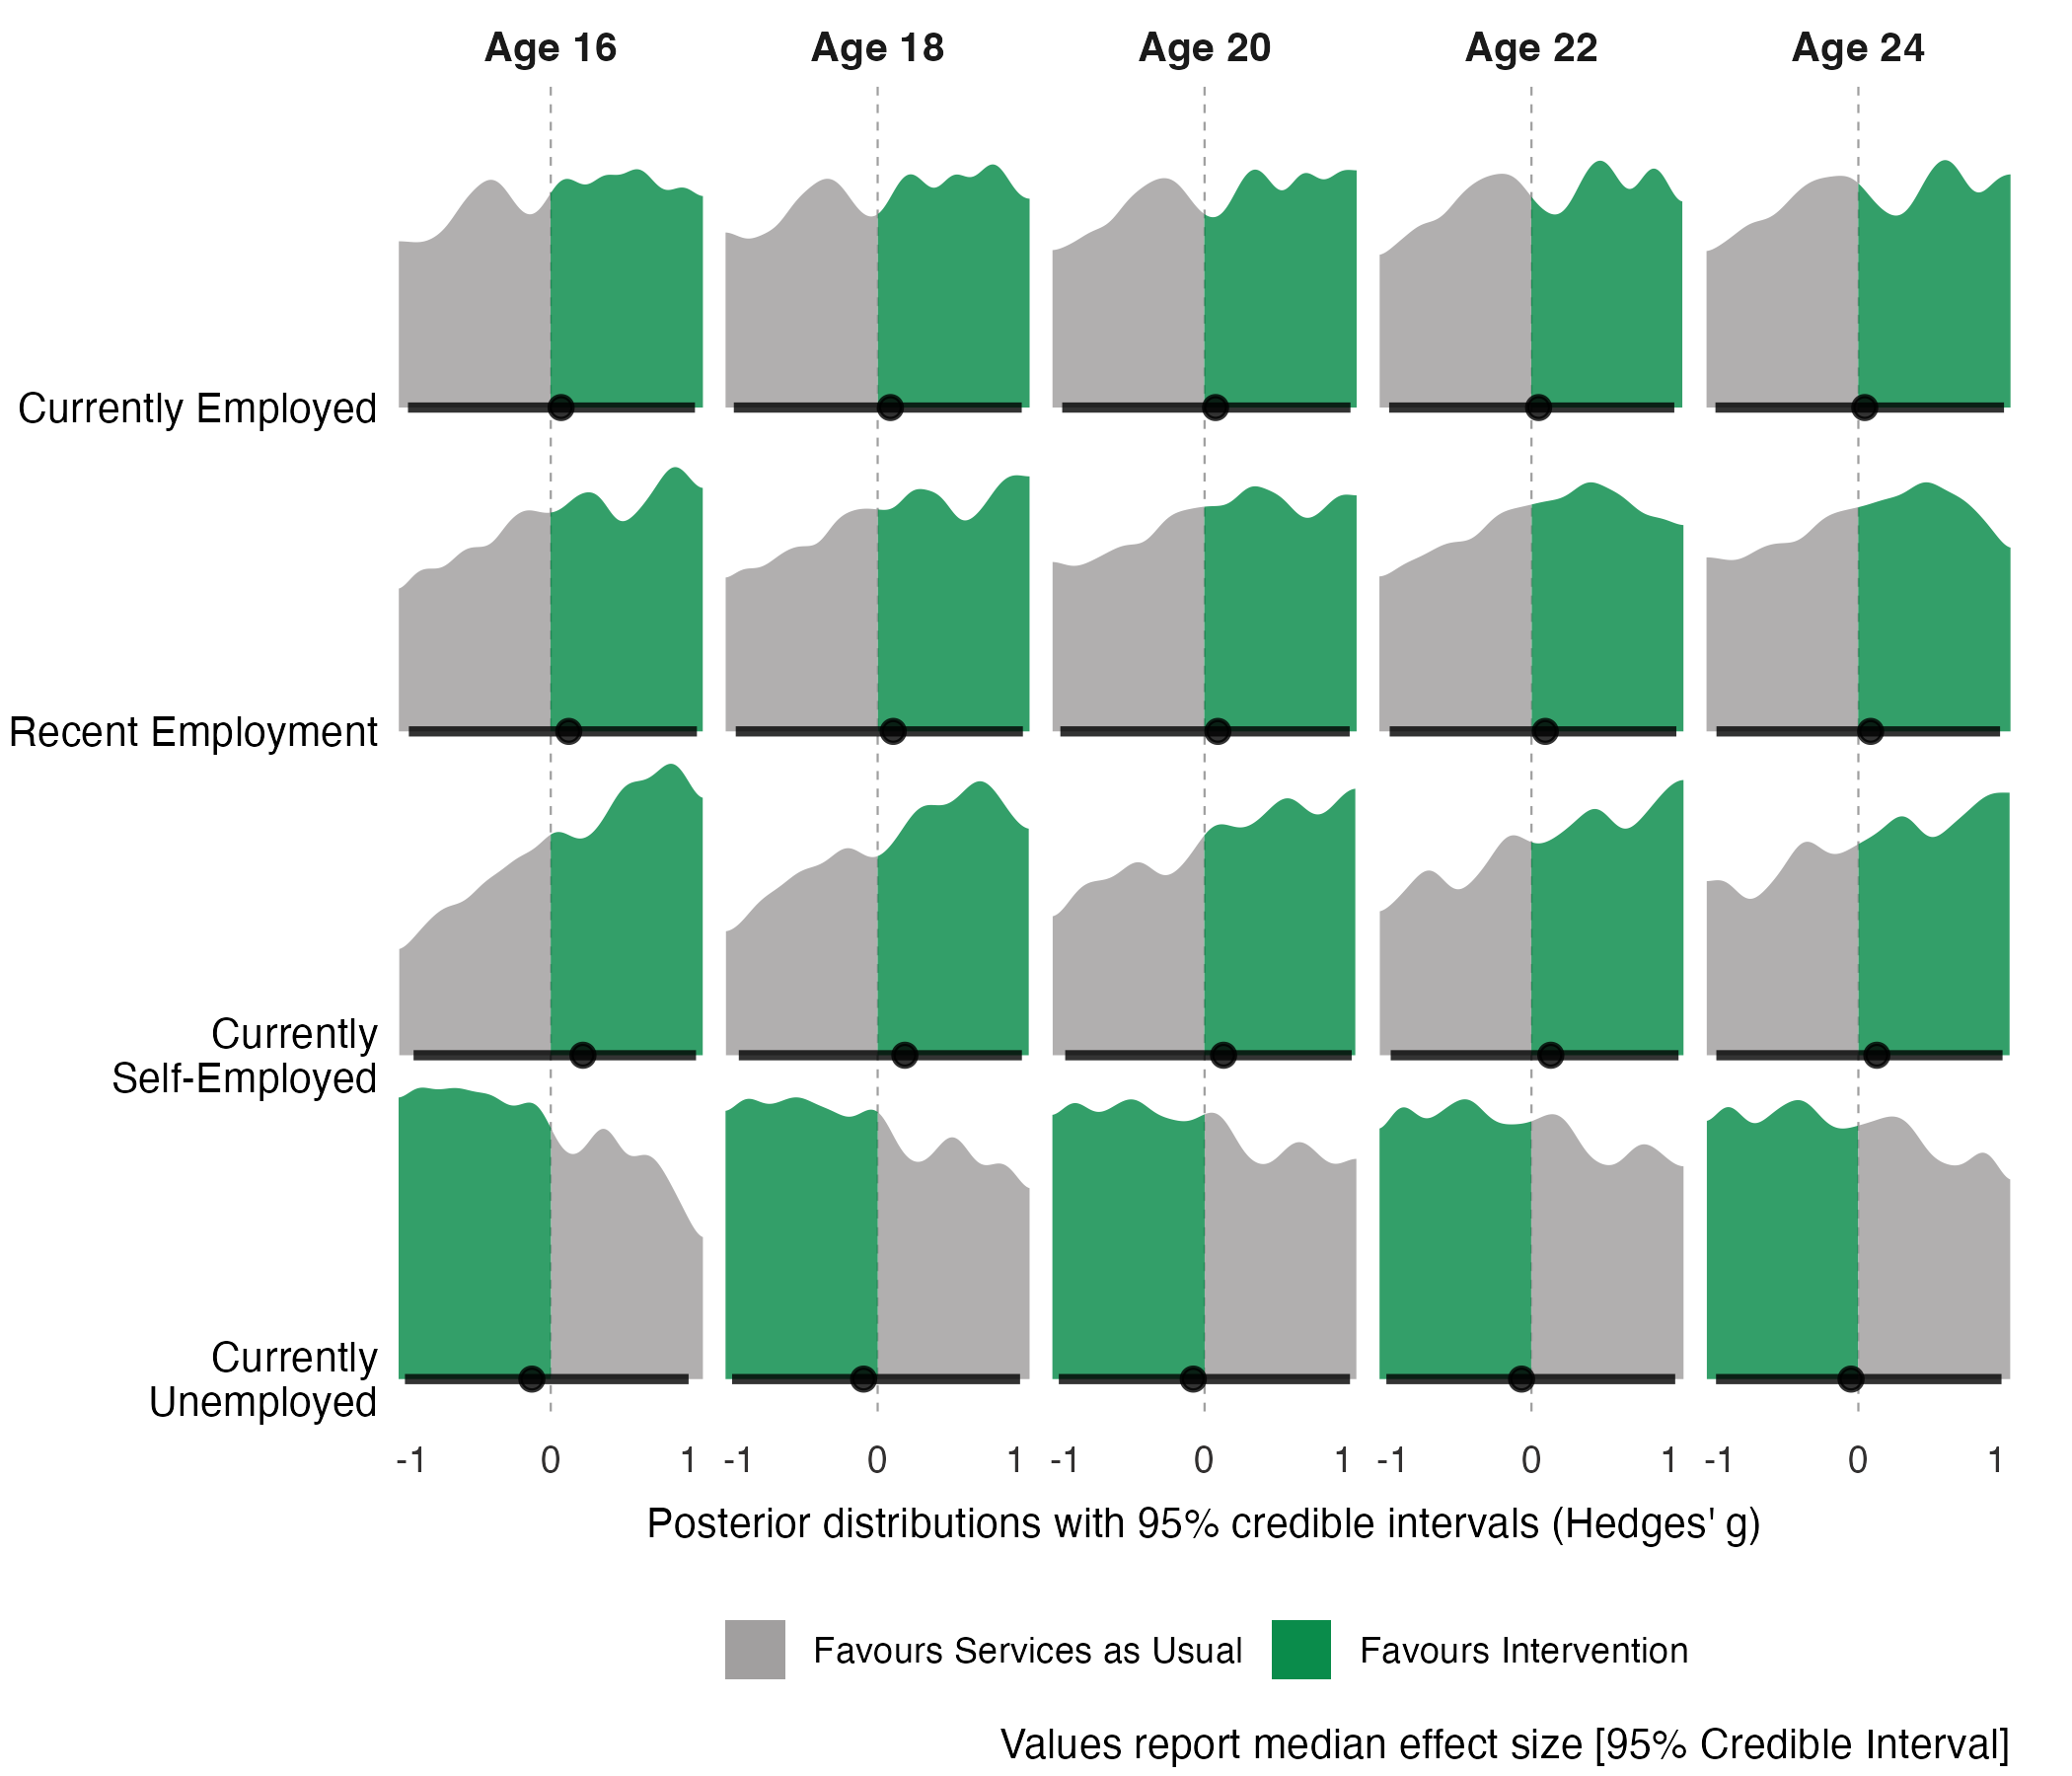 Age 16 Age 18 Age 20 Age 22 Age 24
Currently Employed
Recent Employment
Currently
Self-Employed
Currently
Unemployed
-1 0 1 -1 0 1 -1 0 1 -1 0 1 -1 0 1
Posterior distributions with 95% credible intervals (Hedges' g)
Favours Services as Usual Favours Intervention
Values report median effect size [95% Credible Interval]